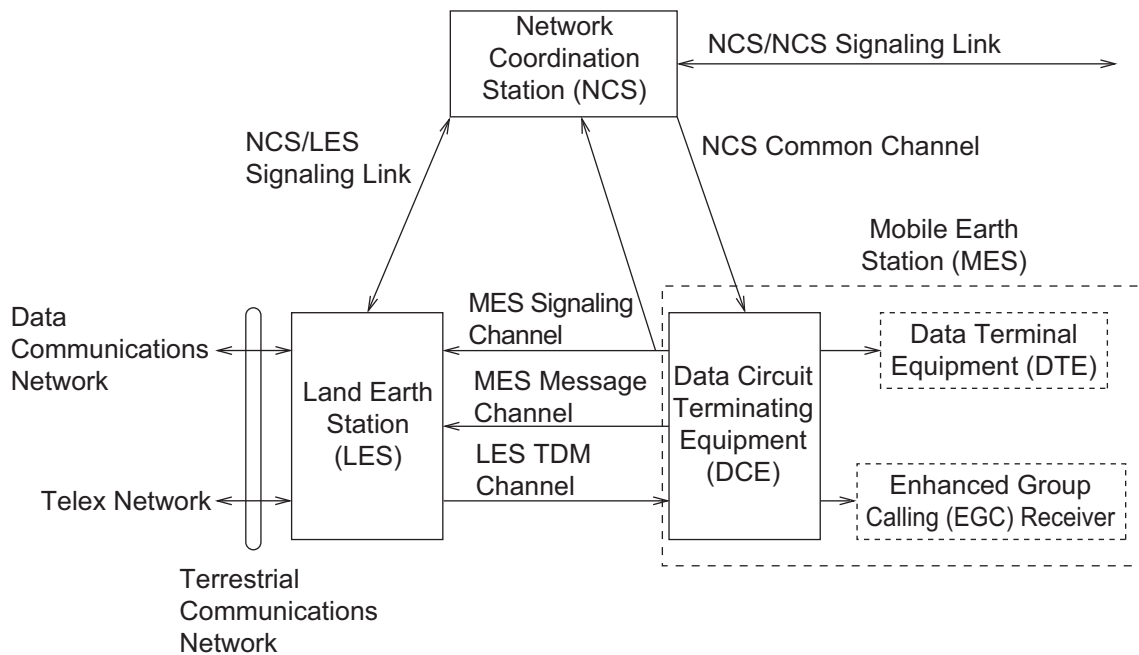 Network
Coordination
Station (NCS)
NCS/NCS Signaling Link
NCS/LES
Signaling Link
NCS Common Channel
Mobile Earth
Station (MES)
Data
Communications
Network
Telex Network
Terrestrial
Communications
Network
Land Earth
Station
(LES)
MES Signaling
Channel
MES Message
Channel
LES TDM
Channel
Data Circuit
Terminating
Equipment
(DCE)
Data Terminal
Equipment (DTE)
Enhanced Group
Calling (EGC) Receiver